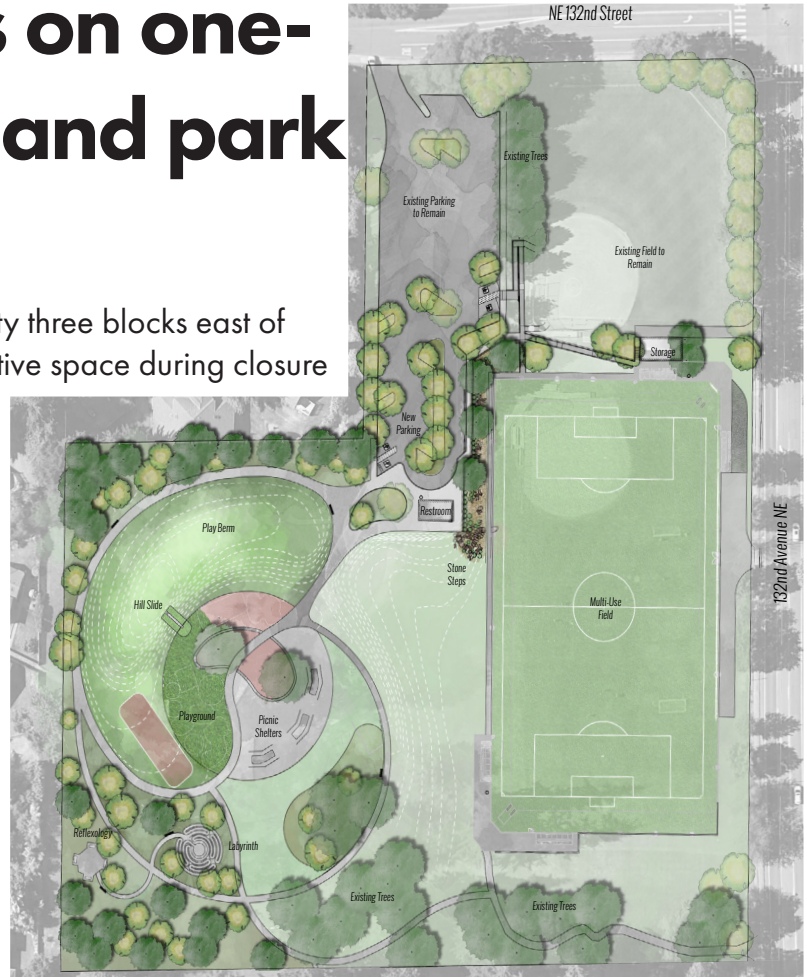 s on one-
and park
ty three blocks east of
tive space during closure
NE 132nd Street
Existing Trees
Existing Parking
to Remain
Existing Field to
Remain
Storage
New
Parking
Restroom
Play Berm
Stone
Steps
132nd Avenue NE
Hill Slide
Multi-Use
Field
Playground
Picnic
Shelters
Reflexology
Labyrinth
Existing Trees
Existing Trees